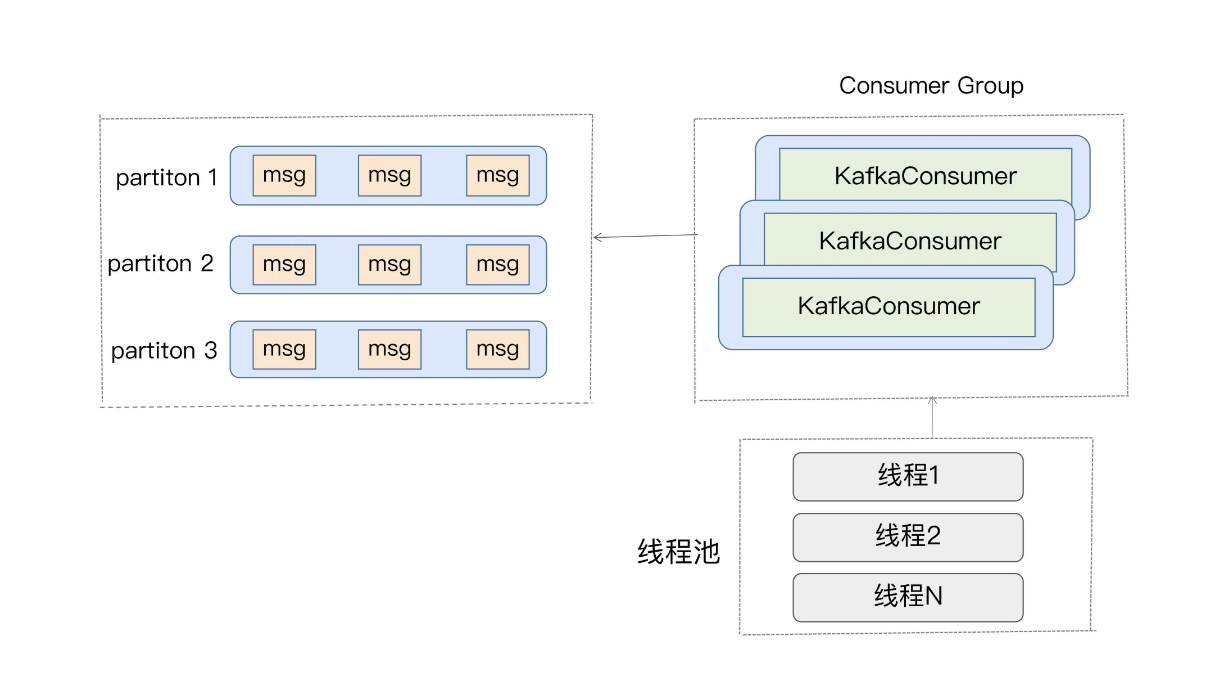 Consumer Group
partiton 1
msg
msg
msg
partiton 2
msg
msg
msg
partiton 3
msg
msg
msg
KafkaConsumer
KafkaConsumer
KafkaConsumer
线程池
线程1
线程2
线程N